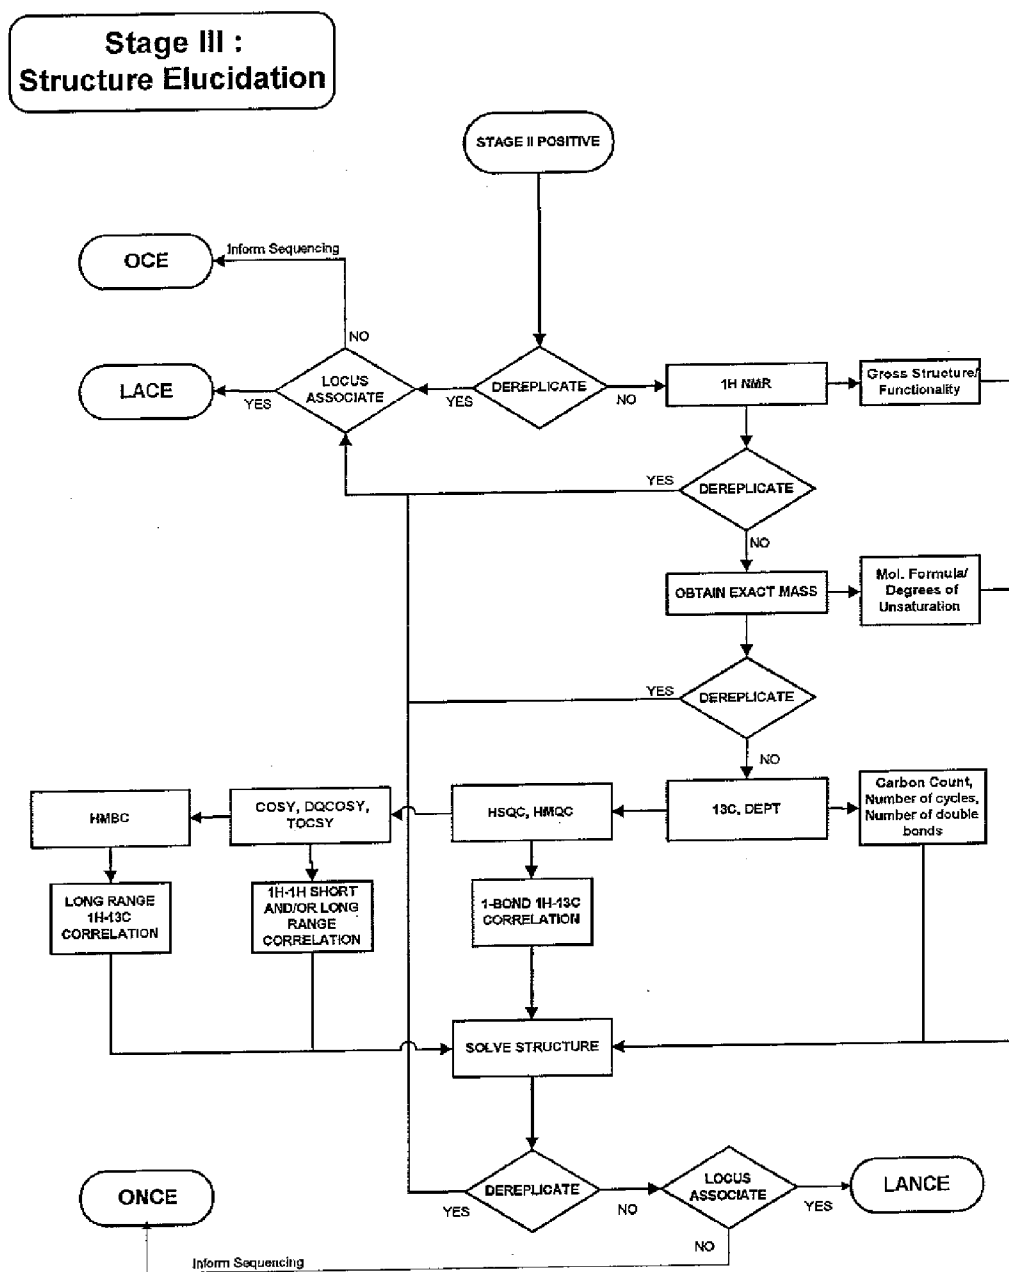 Stage III :
Structure Elucidation
STAGE II POSITIVE
OCE
Inform Sequencing
NO
LACE
YES
LOCUS
ASSOCIATE
YES
DEREPLICATE
NO
1H NMR
Gross Structure/
Functionality
YES
DEREPLICATE
NO
OBTAIN EXACT MASS
Mol. Formula/
Degrees of
Unsaturation
YES
DEREPLICATE
NO
HMBC
COSY, DQCOSY,
TOCSY
HSQC, HMQC
13C, DEPT
Carbon Count,
Number of cycles,
Number of double
bonds
LONG RANGE
1H-13C
CORRELATION
1H-1H SHORT
AND/OR LONG
RANGE
CORRELATION
1-BOND 1H-13C
CORRELATION
SOLVE STRUCTURE
ONCE
YES
DEREPLICATE
NO
LOCUS
ASSOCIATE
YES
LANCE
NO
Inform Sequencing